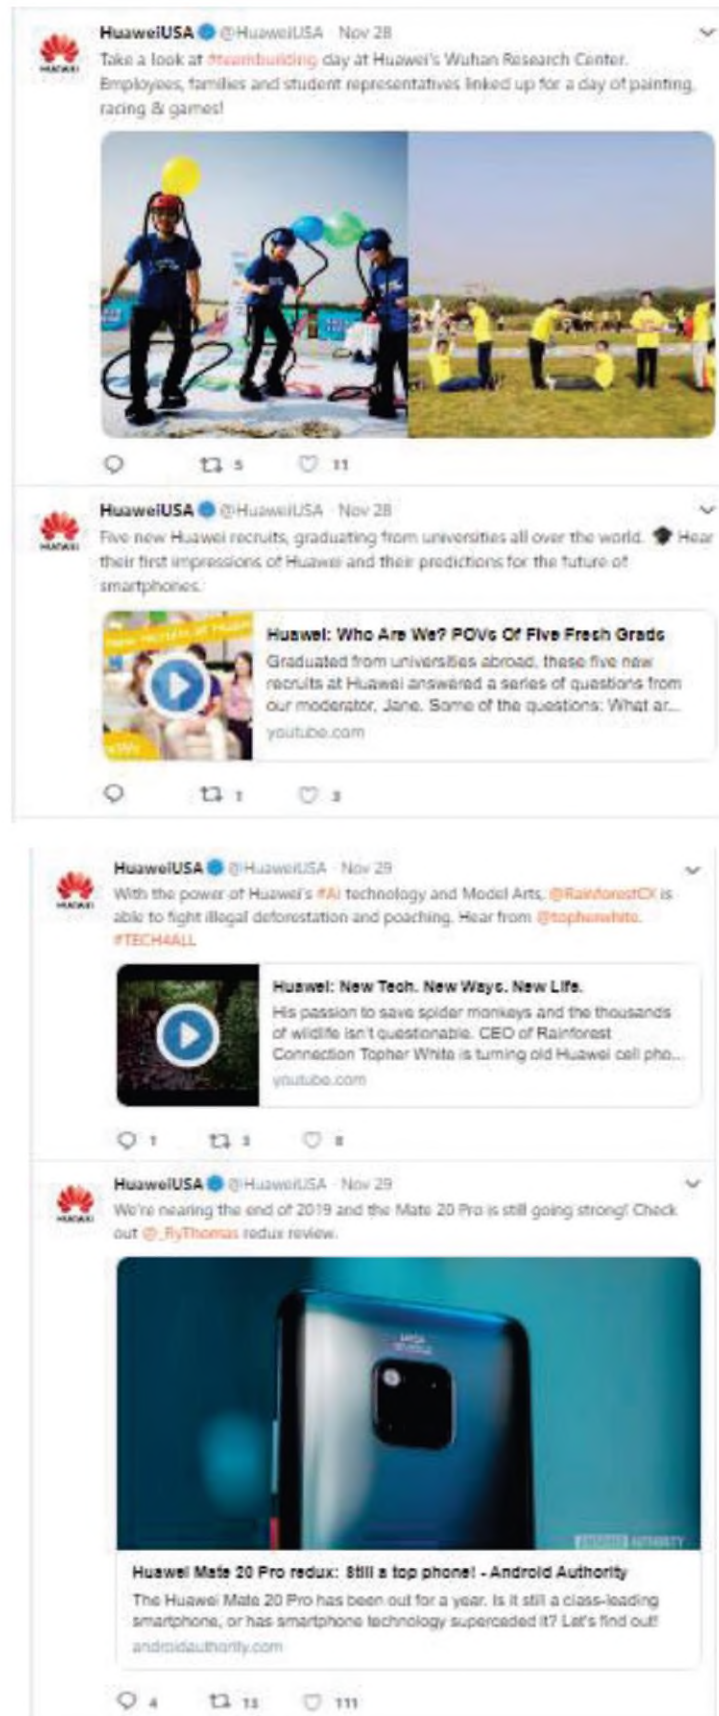 HuaweiUSA @HuaweiUSA · Nov 28
Take a look at #teambuilding day at Huawei's Wuhan Research Center.
Employees, families and student representatives linked up for a day of painting,
racing & games!
HUAWEI
5 11
HuaweiUSA @HuaweiUSA · Nov 28
Five new Huawei recruits, graduating from universities all over the world. 🎓 Hear
their first impressions of Huawei and their predictions for the future of
smartphones.
HUAWEI
Huawei: Who Are We? POVs Of Five Fresh Grads
Graduated from universities abroad, these five new
recruits at Huawei answered a series of questions from
our moderator, Jane. Some of the questions: What ar...
youtube.com
1 3
HuaweiUSA @HuaweiUSA · Nov 29
With the power of Huawei's #AI technology and Model Arts, @RainforestCX is
able to fight illegal deforestation and poaching. Hear from @topherwhite.
#TECH4ALL
HUAWEI
Huawei: New Tech. New Ways. New Life.
His passion to save spider monkeys and the thousands
of wildlife isn't questionable. CEO of Rainforest
Connection Topher White is turning old Huawei cell pho...
youtube.com
1 3 8
HuaweiUSA @HuaweiUSA · Nov 29
We're nearing the end of 2019 and the Mate 20 Pro is still going strong! Check
out @_RyThomas redux review.
HUAWEI
ANDROID AUTHORITY
Huawei Mate 20 Pro redux: Still a top phone! - Android Authority
The Huawei Mate 20 Pro has been out for a year. Is it still a class-leading
smartphone, or has smartphone technology superceded it? Let's find out!
androidauthority.com
4 13 111